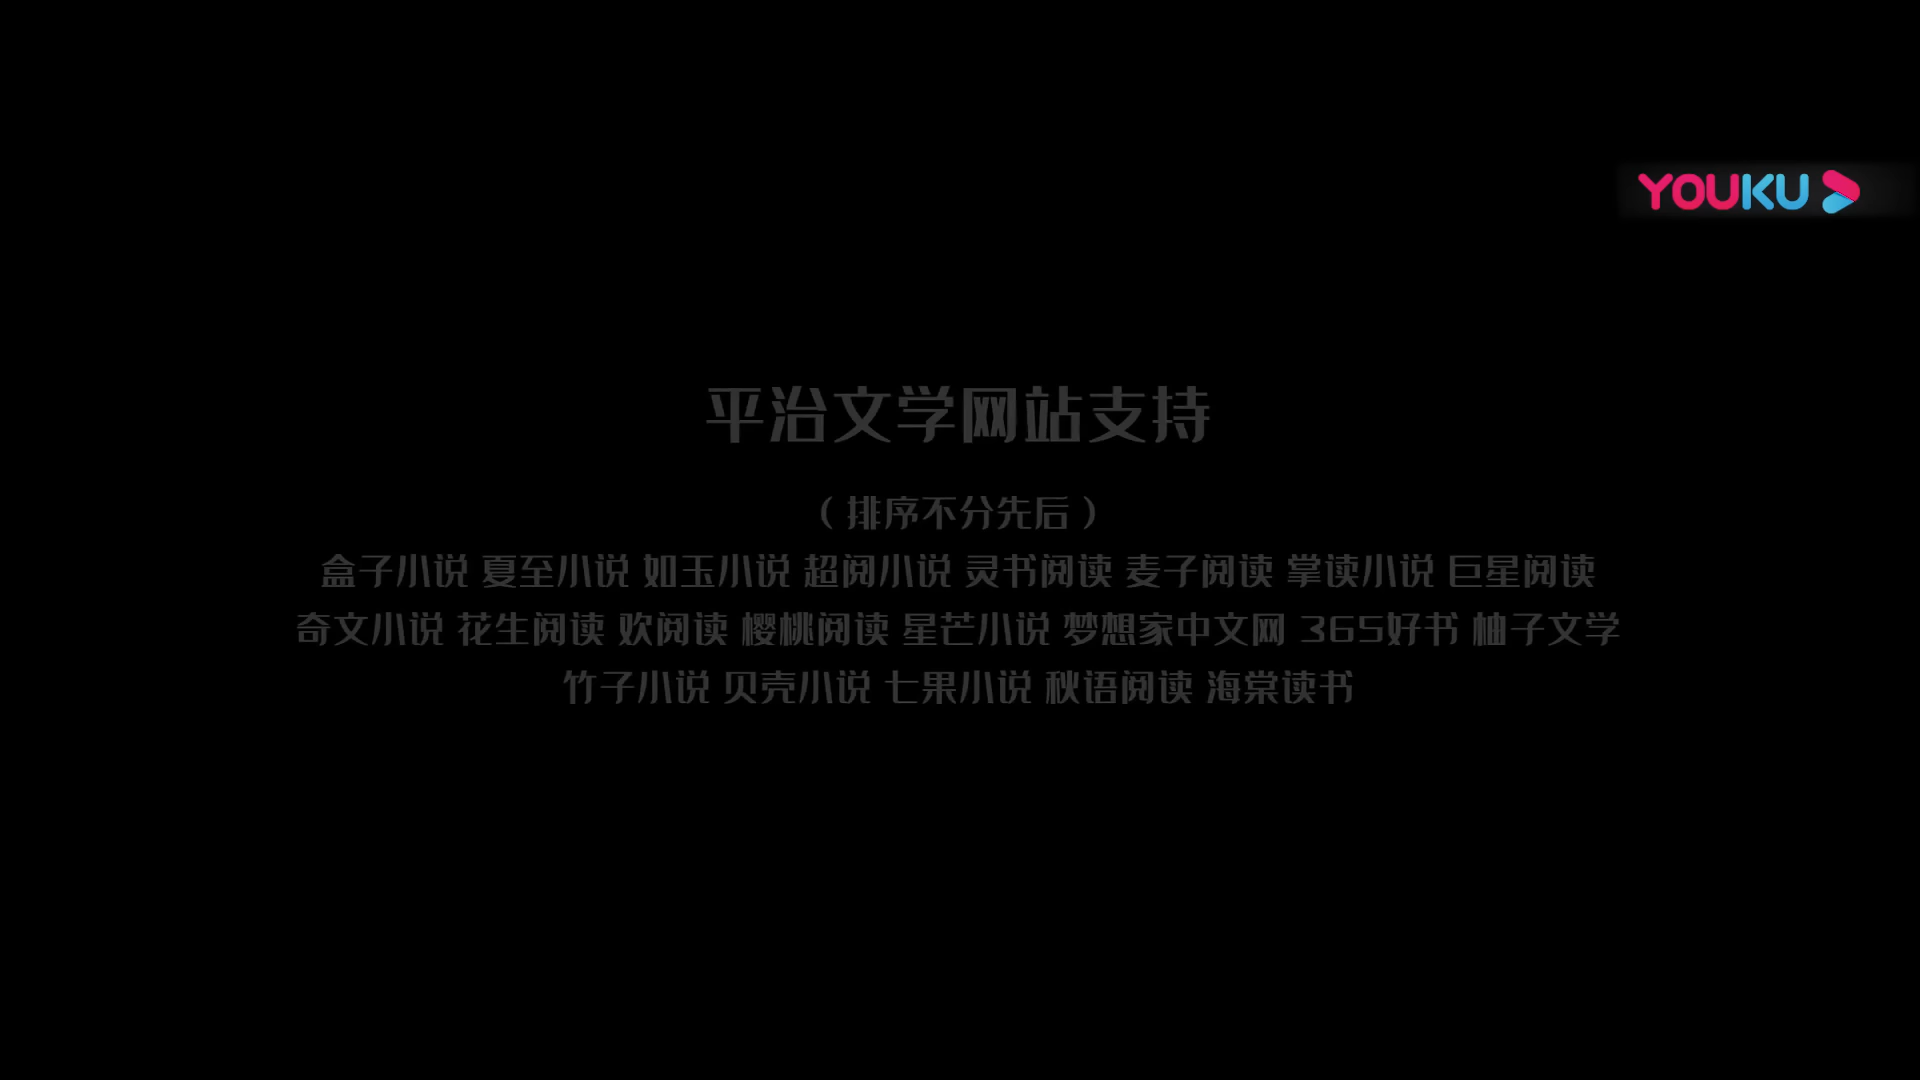 YOUKU
平治文学网站支持
（排序不分先后）
盒子小说 夏至小说 如玉小说 超阅小说 灵书阅读 麦子阅读 掌读小说 巨星阅读
奇文小说 花生阅读 欢阅读 樱桃阅读 星芒小说 梦想家中文网 365好书 柚子文学
竹子小说 贝壳小说 七果小说 秋语阅读 海棠读书